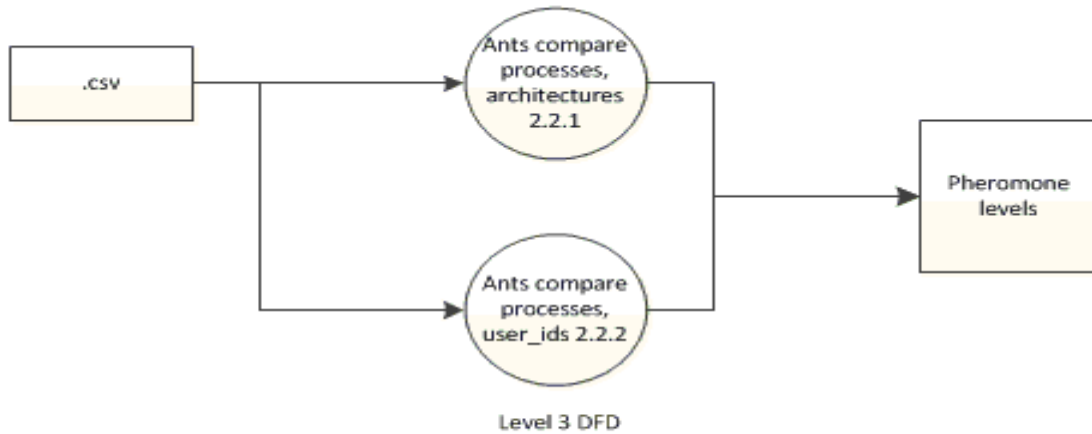 .csv
Ants compare
processes,
architectures
2.2.1
Pheromone
levels
Ants compare
processes,
user_ids 2.2.2
Level 3 DFD